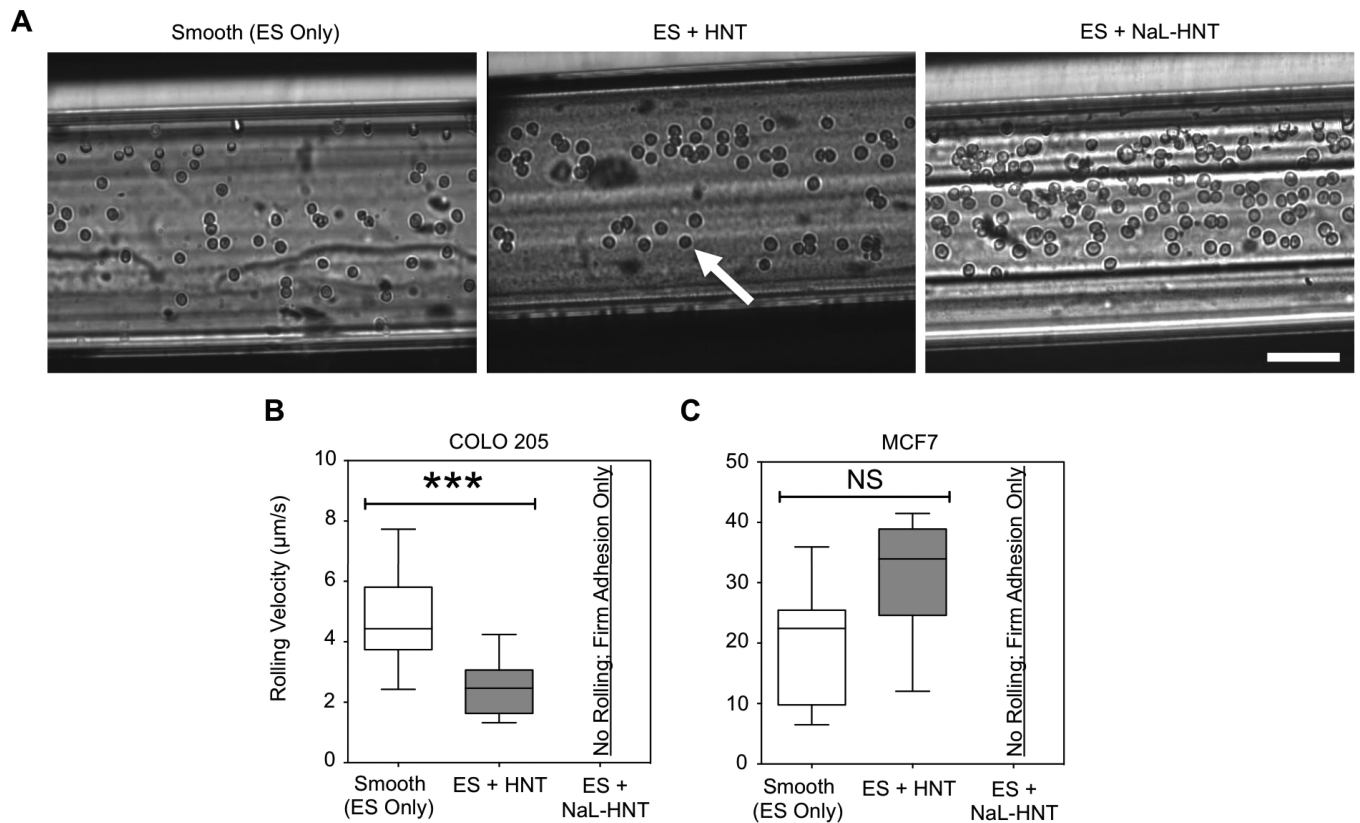 A
Smooth (ES Only)
ES + HNT
ES + NaL-HNT
B
COLO 205
Rolling Velocity (µm/s)
10
8
6
4
2
0
***
No Rolling; Firm Adhesion Only
Smooth
(ES Only)
ES + HNT
ES +
NaL-HNT
C
MCF7
50
40
30
20
10
0
NS
No Rolling; Firm Adhesion Only
Smooth
(ES Only)
ES + HNT
ES +
NaL-HNT